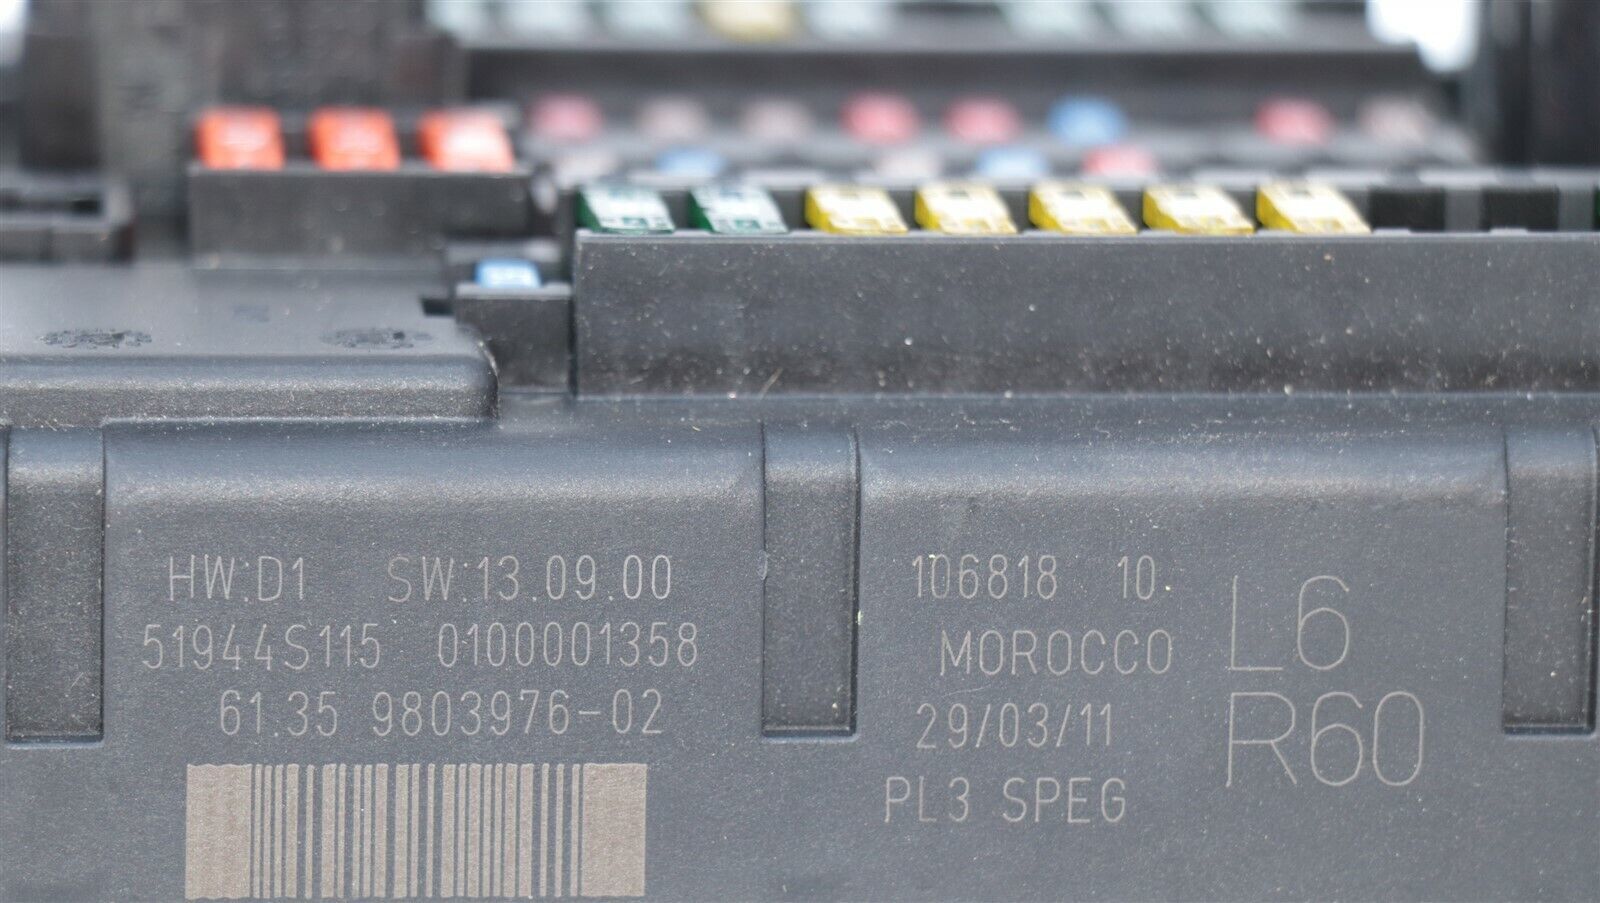 HW:D1 SW:13.09.00
51944S115 0100001358
61.35 9803976-02
106818 10
MOROCCO
29/03/11
PL3 SPEG
L6
R60